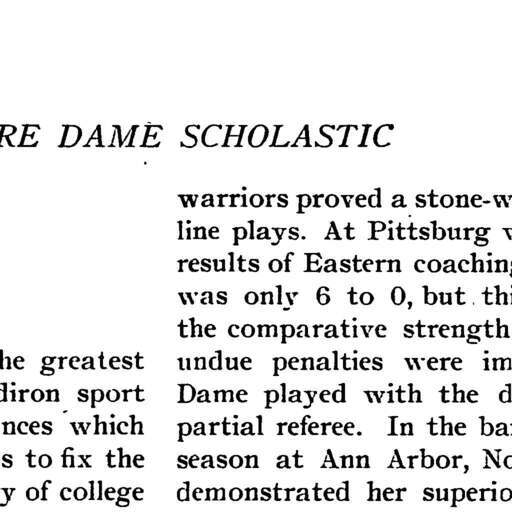 RE DAME SCHOLASTIC
he greatest
diron sport
nces which
s to fix the
y of college
warriors proved a stone-w
line plays. At Pittsburg
results of Eastern coaching
was only 6 to 0, but thi
the comparative strength
undue penalties were im
Dame played with the d
partial referee. In the ba
season at Ann Arbor, No
demonstrated her superio